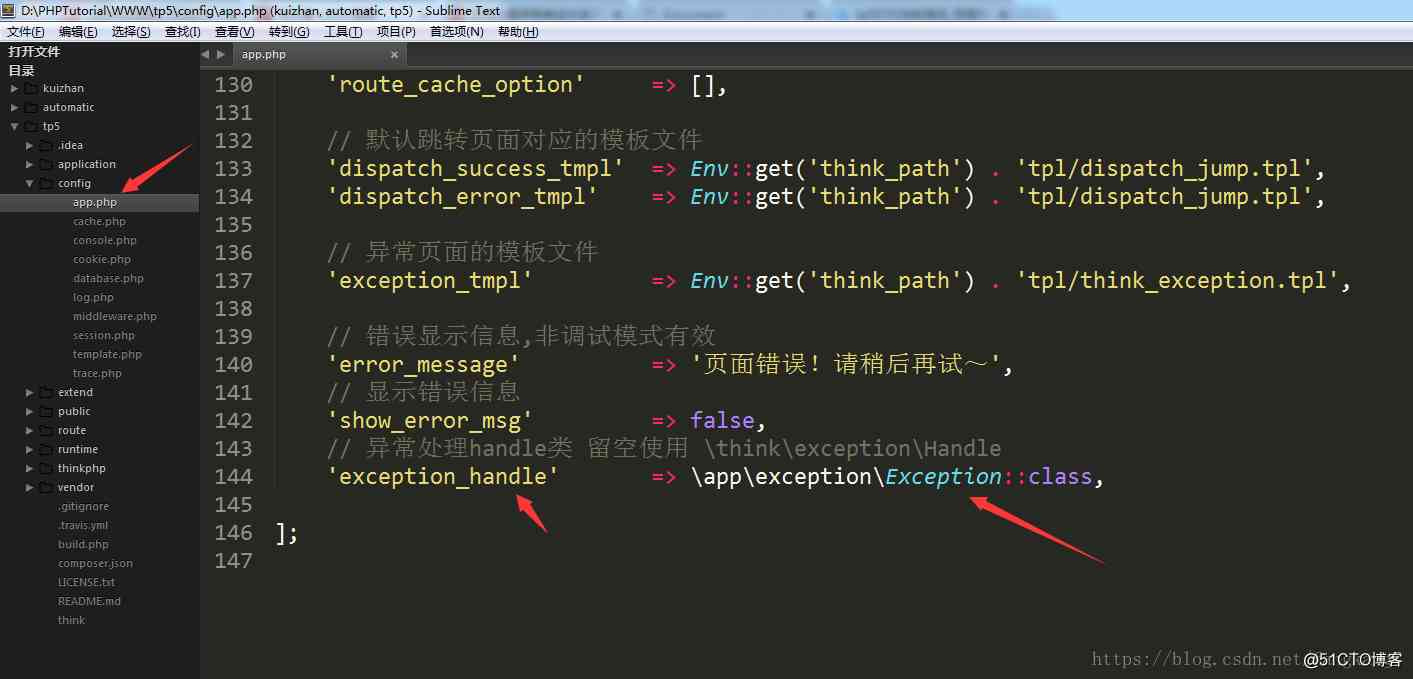 D:\PHPTutorial\WWW\tp5\config\app.php (kuizhan, automatic, tp5) - Sublime Text
文件(F) 编辑(E) 选择(S) 查找(I) 查看(V) 转到(G) 工具(T) 项目(P) 首选项(N) 帮助(H)
打开文件
目录
kuizhan
automatic
tp5
.idea
application
config
app.php
cache.php
console.php
cookie.php
database.php
log.php
middleware.php
session.php
template.php
trace.php
extend
public
route
runtime
thinkphp
vendor
.gitignore
.travis.yml
build.php
composer.json
LICENSE.txt
README.md
think
app.php ×
130 'route_cache_option' => [],
131
132 // 默认跳转页面对应的模板文件
133 'dispatch_success_tmpl' => Env::get('think_path') . 'tpl/dispatch_jump.tpl',
134 'dispatch_error_tmpl' => Env::get('think_path') . 'tpl/dispatch_jump.tpl',
135
136 // 异常页面的模板文件
137 'exception_tmpl' => Env::get('think_path') . 'tpl/think_exception.tpl',
138
139 // 错误显示信息,非调试模式有效
140 'error_message' => '页面错误！请稍后再试～',
141 // 显示错误信息
142 'show_error_msg' => false,
143 // 异常处理handle类 留空使用 \think\exception\Handle
144 'exception_handle' => \app\exception\Exception::class,
145
146 ];
147
https://blog.csdn.net
@51CTO博客